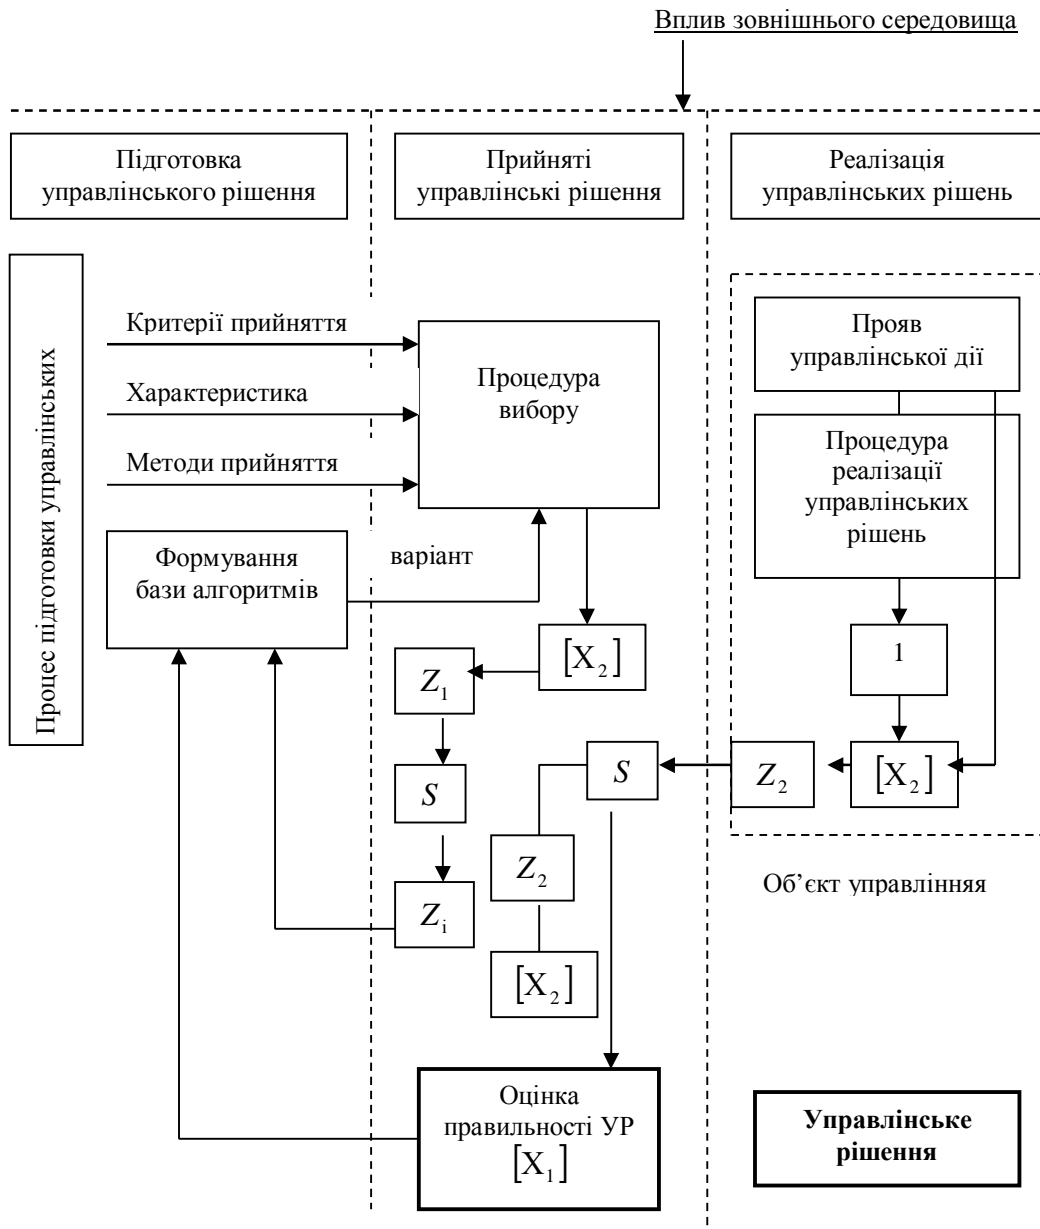 Вплив зовнішнього середовища
Підготовка
управлінського рішення
Прийняті
управлінські рішення
Реалізація
управлінських рішень
Процес підготовки управлінських
Критерії прийняття
Характеристика
Методи прийняття
Процедура
вибору
Прояв
управлінської дії
Процедура
реалізації
управлінських
рішень
Формування
бази алгоритмів
варіант
[X₂]
1
Z₁
S
S
Z₂
[X₂]
Z₂
Zᵢ
[X₂]
Об’єкт управлінняя
Оцінка
правильності УР
[X₁]
Управлінське
рішення